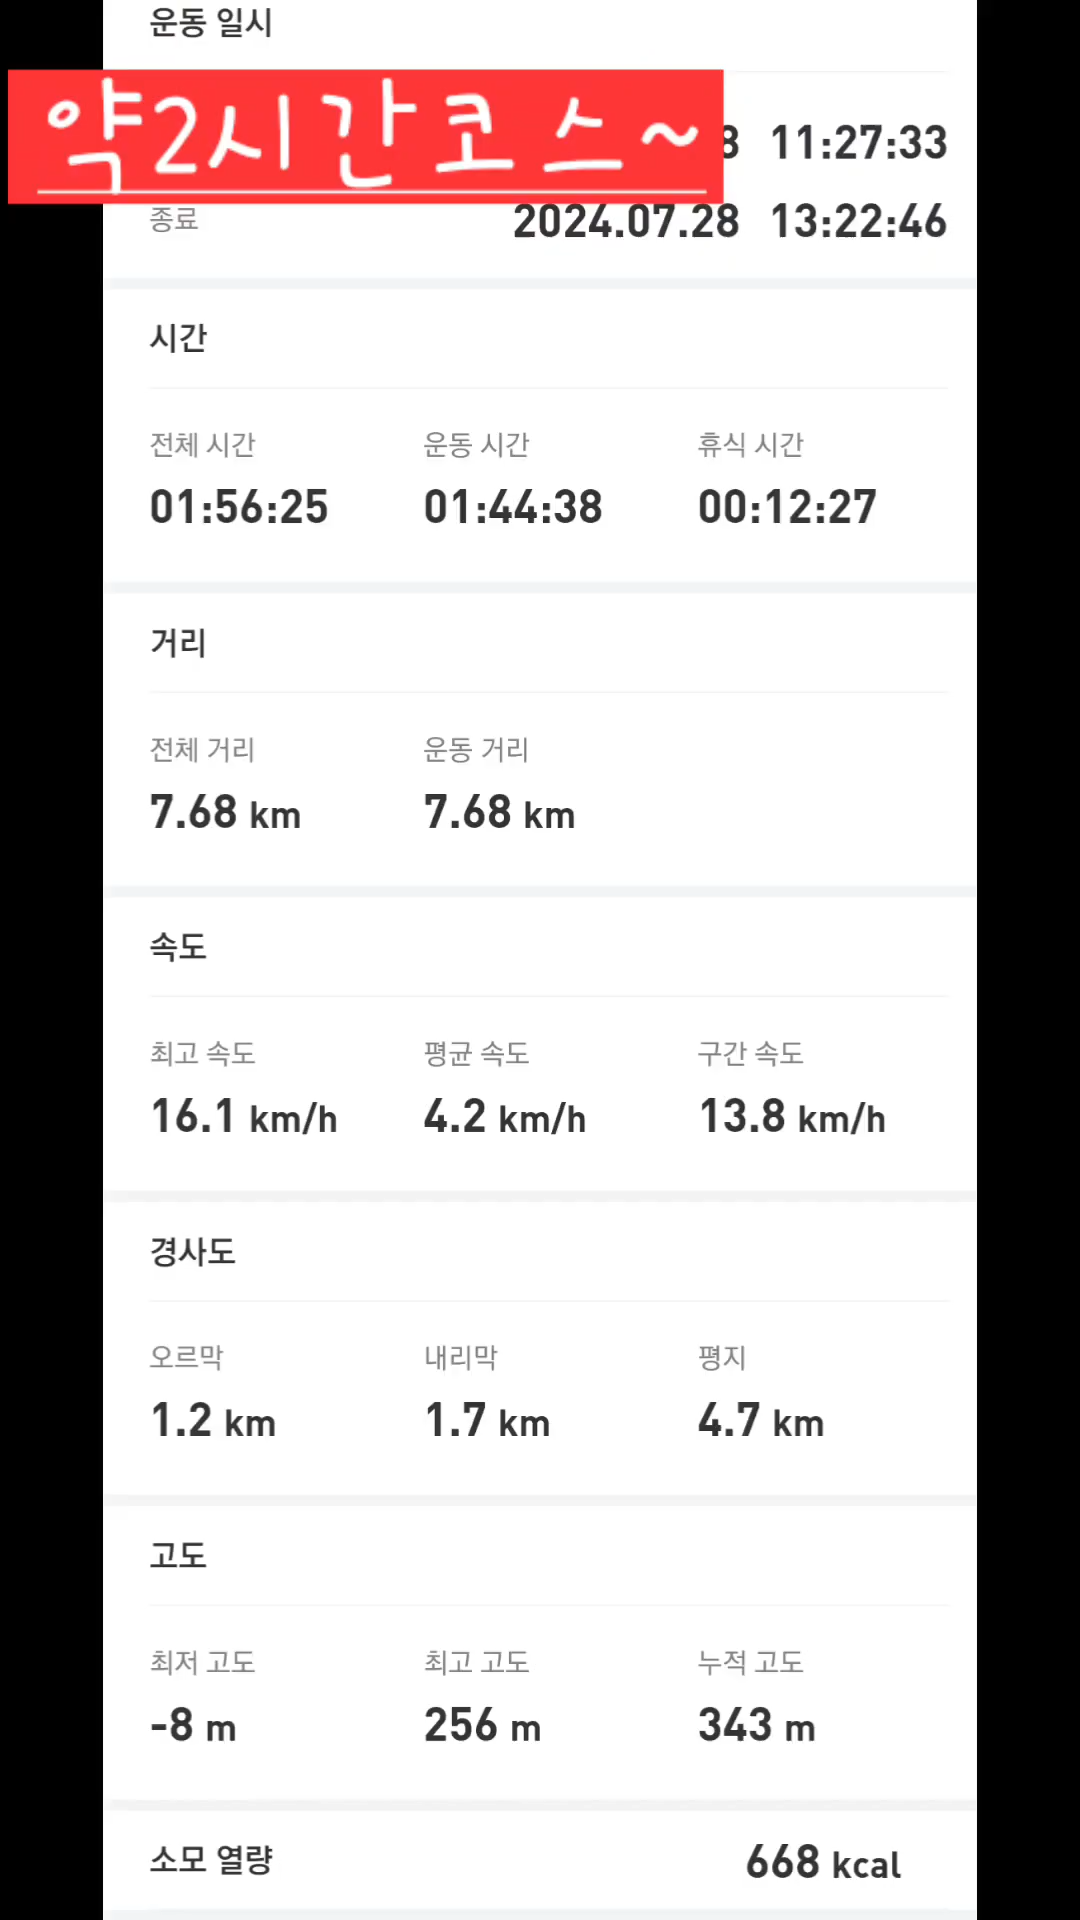 운동 일시
약2시간코스~
8 11:27:33
종료 2024.07.28 13:22:46
시간
전체 시간 운동 시간 휴식 시간
01:56:25 01:44:38 00:12:27
거리
전체 거리 운동 거리
7.68 km 7.68 km
속도
최고 속도 평균 속도 구간 속도
16.1 km/h 4.2 km/h 13.8 km/h
경사도
오르막 내리막 평지
1.2 km 1.7 km 4.7 km
고도
최저 고도 최고 고도 누적 고도
-8 m 256 m 343 m
소모 열량 668 kcal